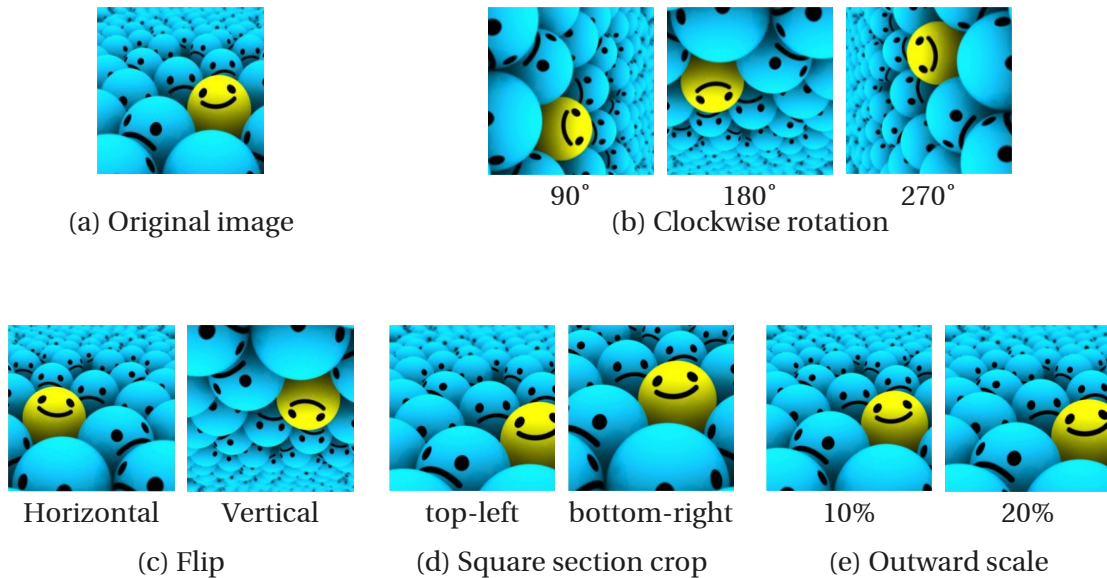 90° 180° 270°
(a) Original image (b) Clockwise rotation
Horizontal Vertical top-left bottom-right 10% 20%
(c) Flip (d) Square section crop (e) Outward scale